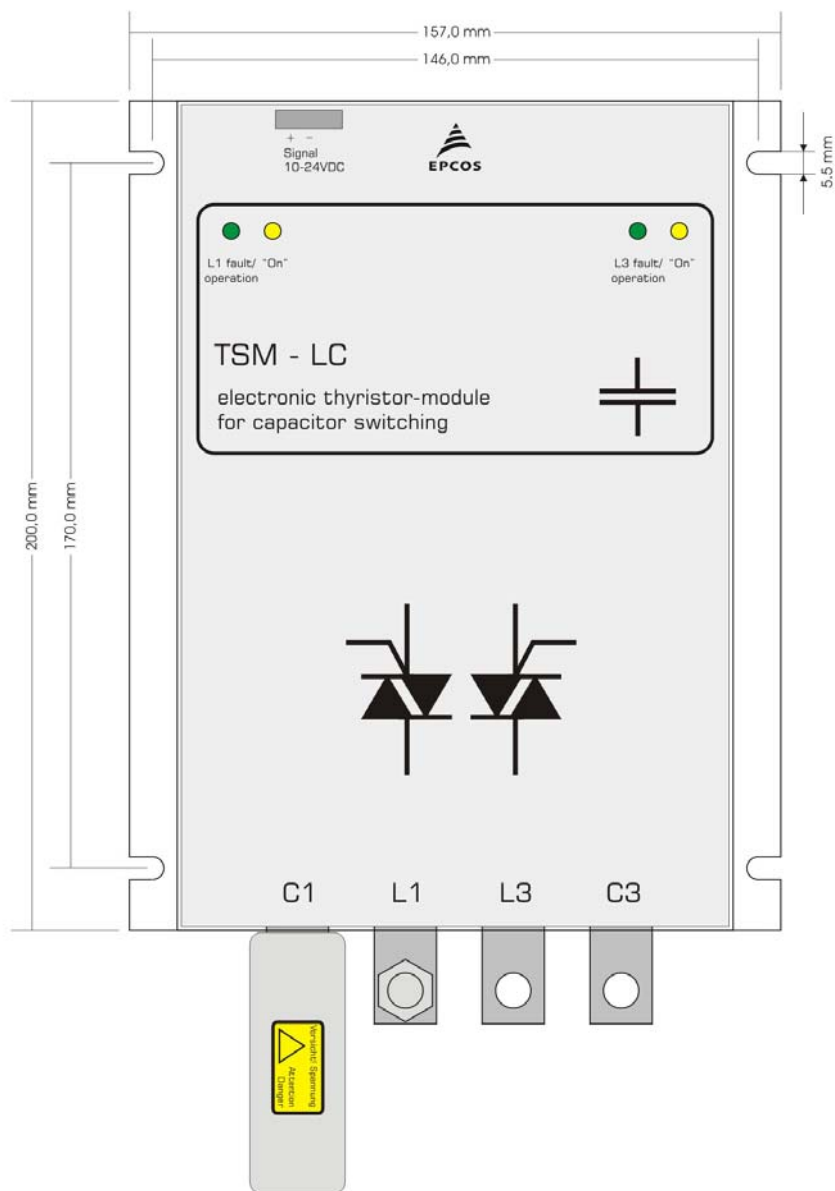 157,0 mm
146,0 mm
+ -
Signal
10-24VDC
EPCOS
5.5 mm
L1 fault/ "On"
operation
L3 fault/ "On"
operation
TSM - LC
electronic thyristor-module
for capacitor switching
200,0 mm
170,0 mm
C1 L1 L3 C3
Vorsicht/ Spannung
Attention
Danger